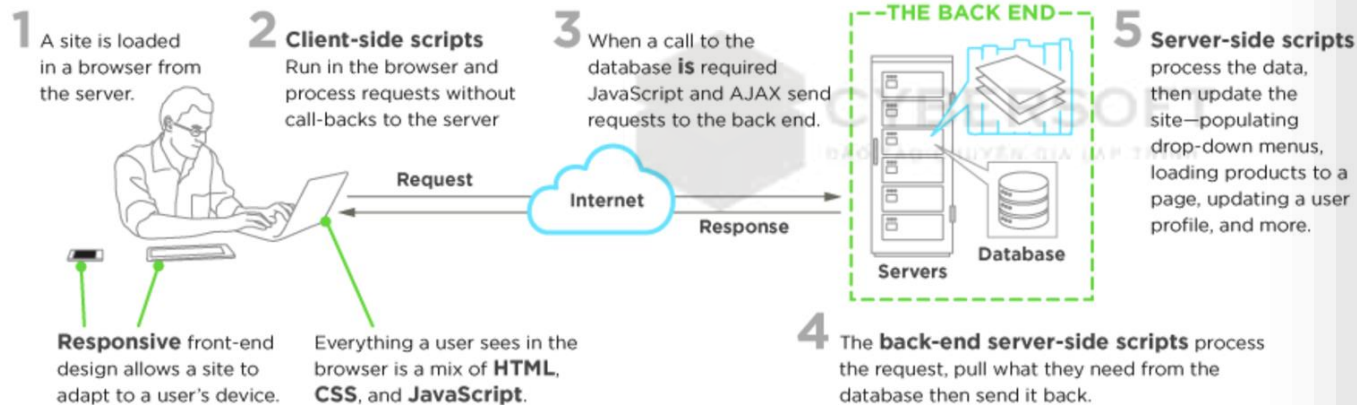 1 A site is loaded
in a browser from
the server.
2 Client-side scripts
Run in the browser and
process requests without
call-backs to the server
3 When a call to the
database is required
JavaScript and AJAX send
requests to the back end.
THE BACK END
5 Server-side scripts
process the data,
then update the
site—populating
drop-down menus,
loading products to a
page, updating a user
profile, and more.
CYBERSOFT
Request
Internet
Response
Servers
Database
Responsive front-end
design allows a site to
adapt to a user's device.
Everything a user sees in the
browser is a mix of HTML,
CSS, and JavaScript.
4 The back-end server-side scripts process
the request, pull what they need from the
database then send it back.